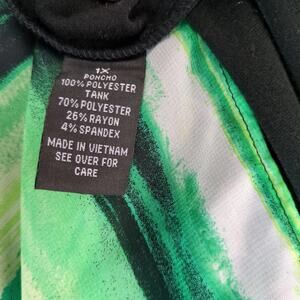 1X
PONCHO
100% POLYESTER
TANK
70% POLYESTER
26% RAYON
4% SPANDEX
MADE IN VIETNAM
SEE OVER FOR
CARE